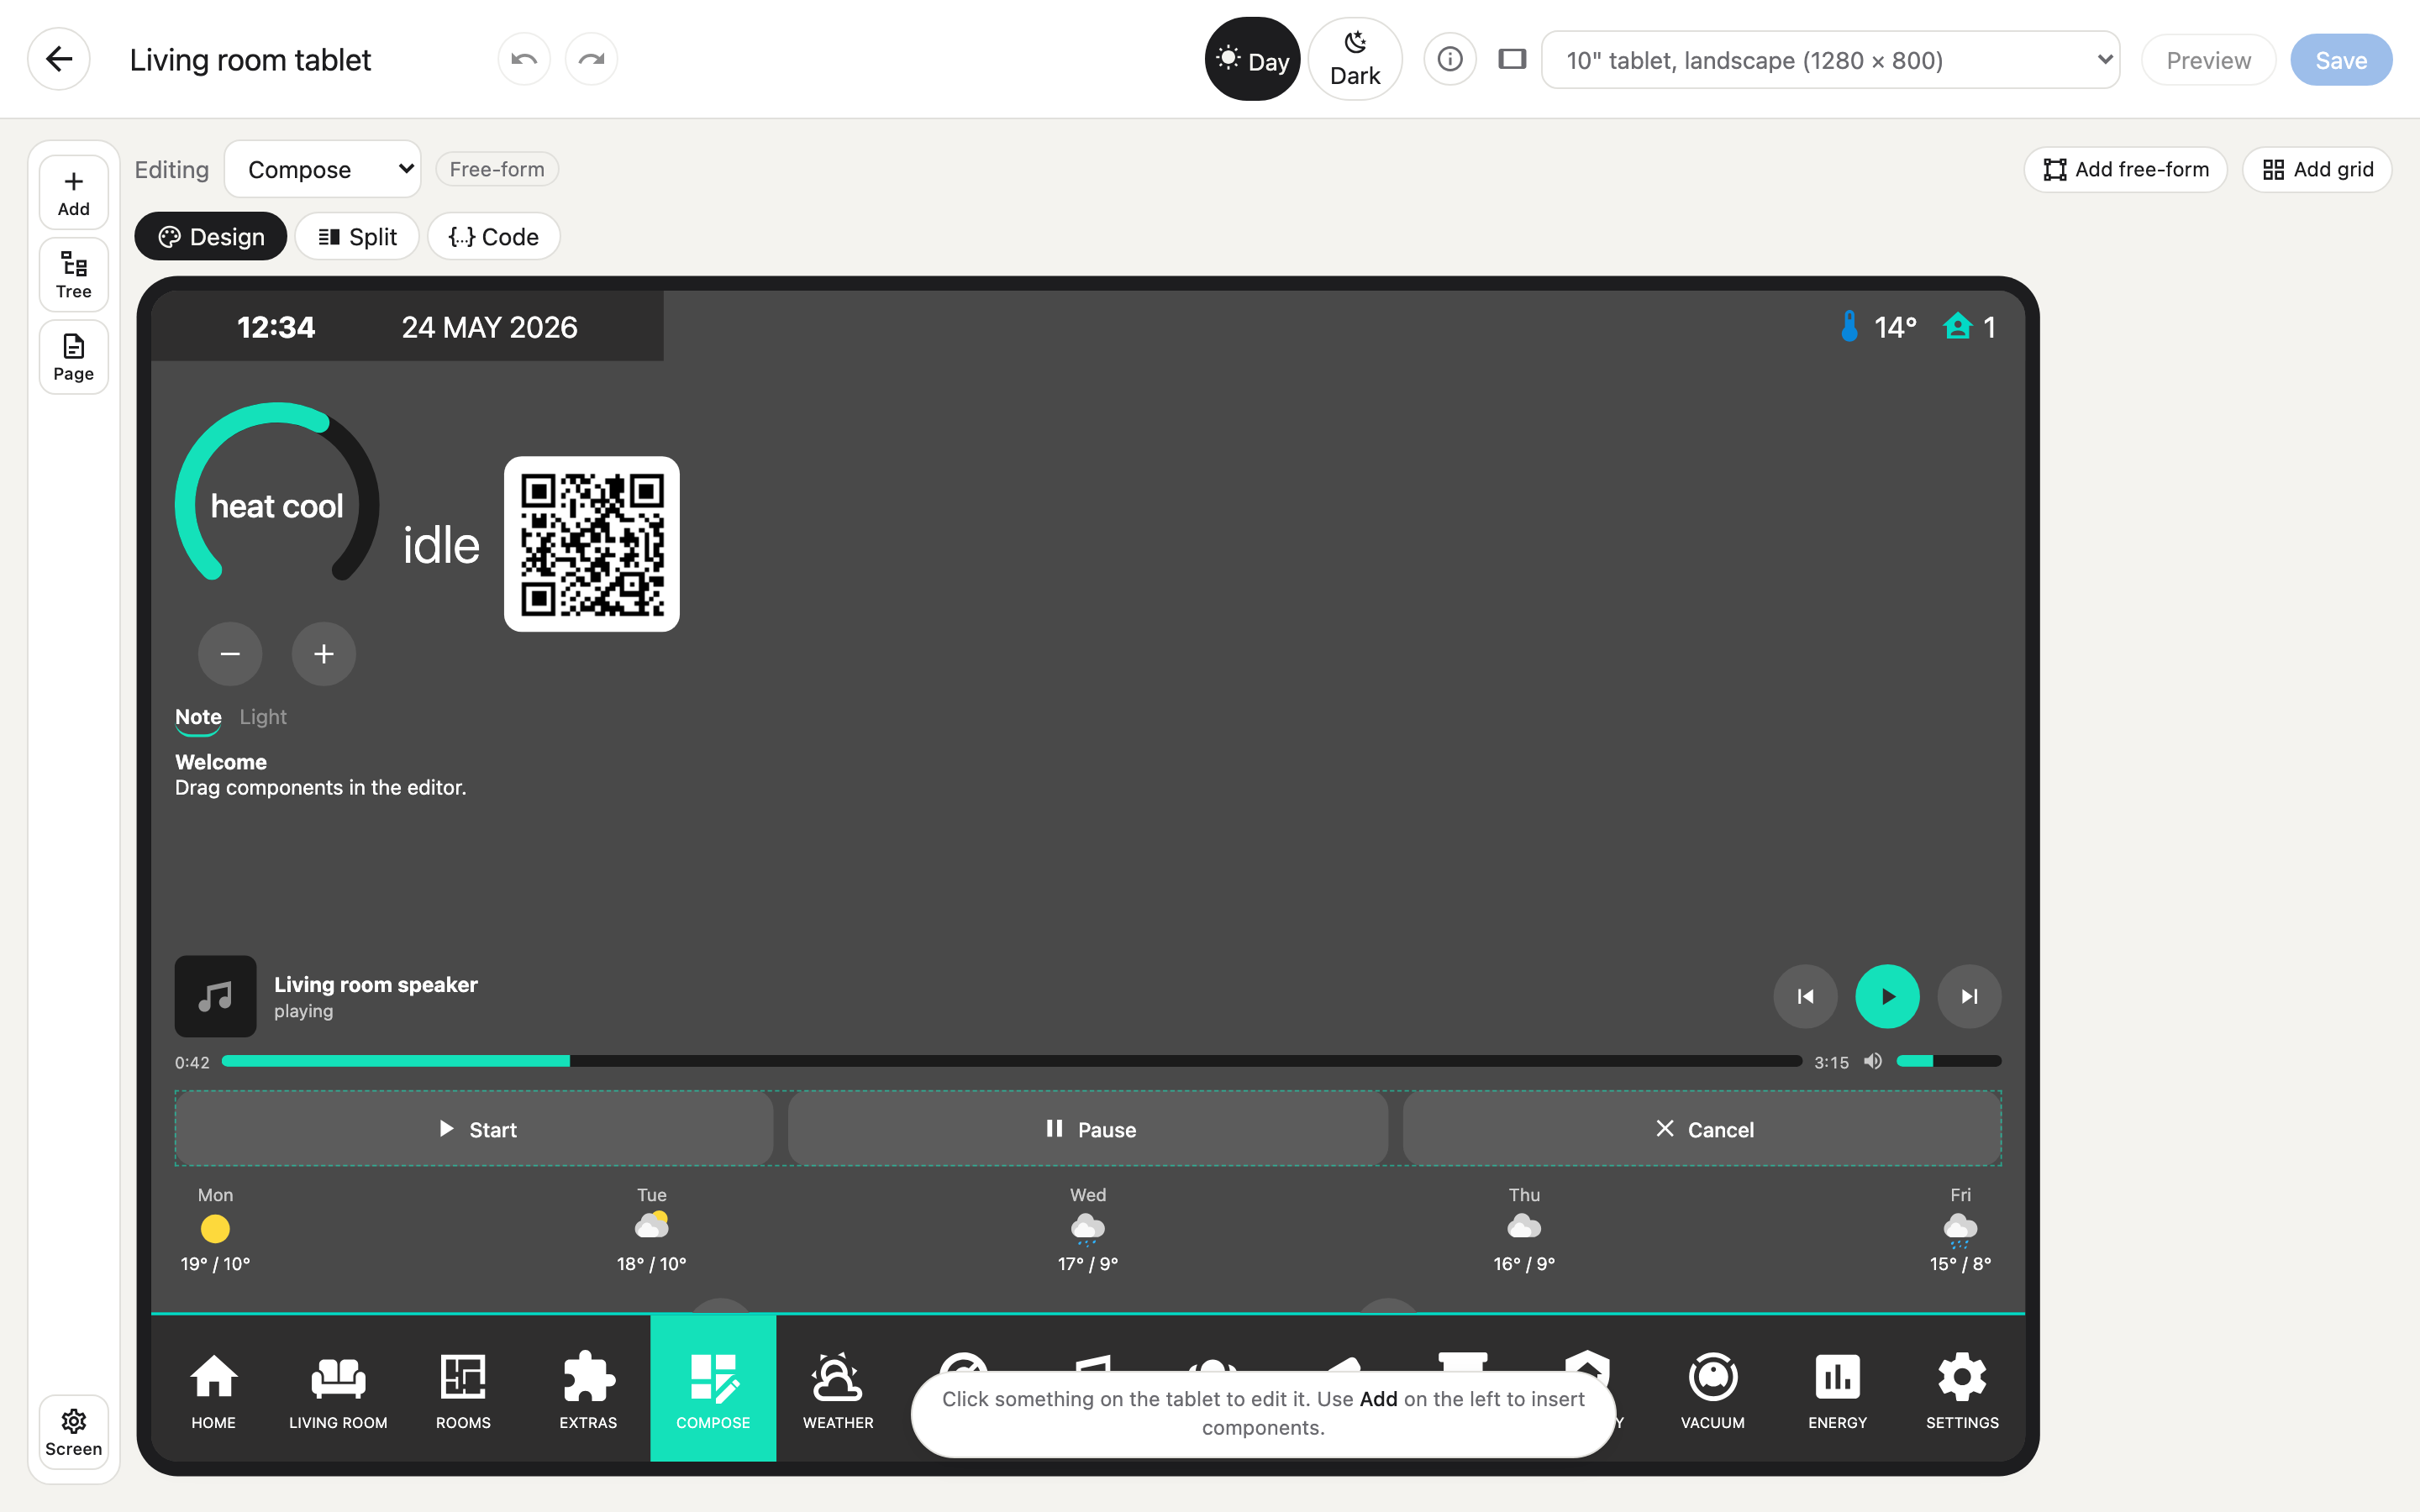 Living room tablet
Day
Dark
10" tablet, landscape (1280 × 800)
Preview
Save
Add
Tree
Page
Screen
Editing
Compose
Free-form
Add free-form
Add grid
Design
Split
{...} Code
12:34
24 MAY 2026
14°
1
heat cool
idle
Note
Light
Welcome
Drag components in the editor.
Living room speaker
playing
0:42
3:15
Start
Pause
Cancel
Mon
Tue
Wed
Thu
Fri
19° / 10°
18° / 10°
17° / 9°
16° / 9°
15° / 8°
HOME
LIVING ROOM
ROOMS
EXTRAS
COMPOSE
WEATHER
VACUUM
ENERGY
SETTINGS
Click something on the tablet to edit it. Use Add on the left to insert
components.